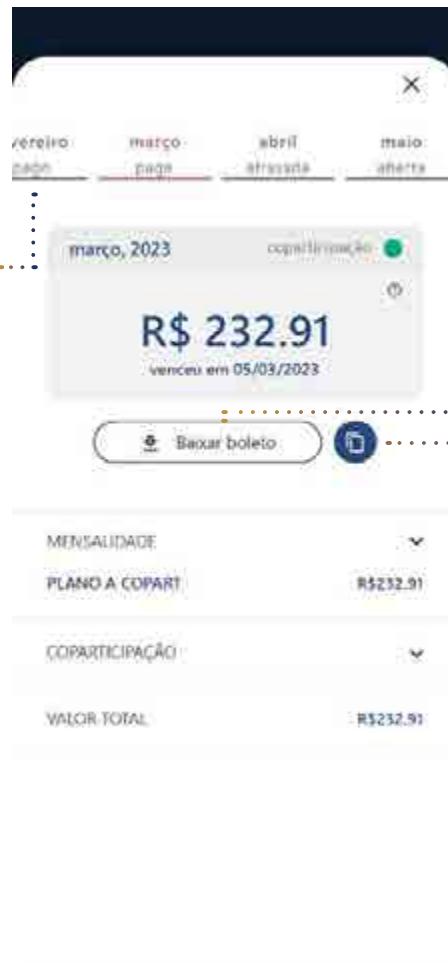 vereiro março abril maio
pago pago atrasada aberta
março, 2023 coparticipação
R$ 232.91
venceu em 05/03/2023
Baixar boleto
MENSALIDADE
PLANO A COPART R$232.91
COPARTICIPAÇÃO
VALOR TOTAL R$232.91